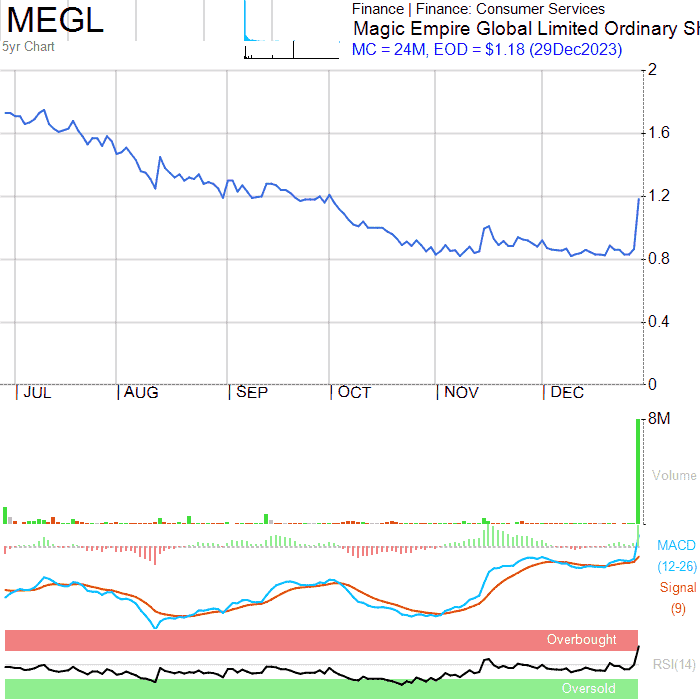 MEGL
5yr Chart
Finance | Finance: Consumer Services
Magic Empire Global Limited Ordinary Sh
MC = 24M, EOD = $1.18 (29Dec2023)
2
1.6
1.2
0.8
0.4
0
JUL AUG SEP OCT NOV DEC
8M
Volume
MACD
(12-26)
Signal
(9)
Overbought
RSI(14)
Oversold